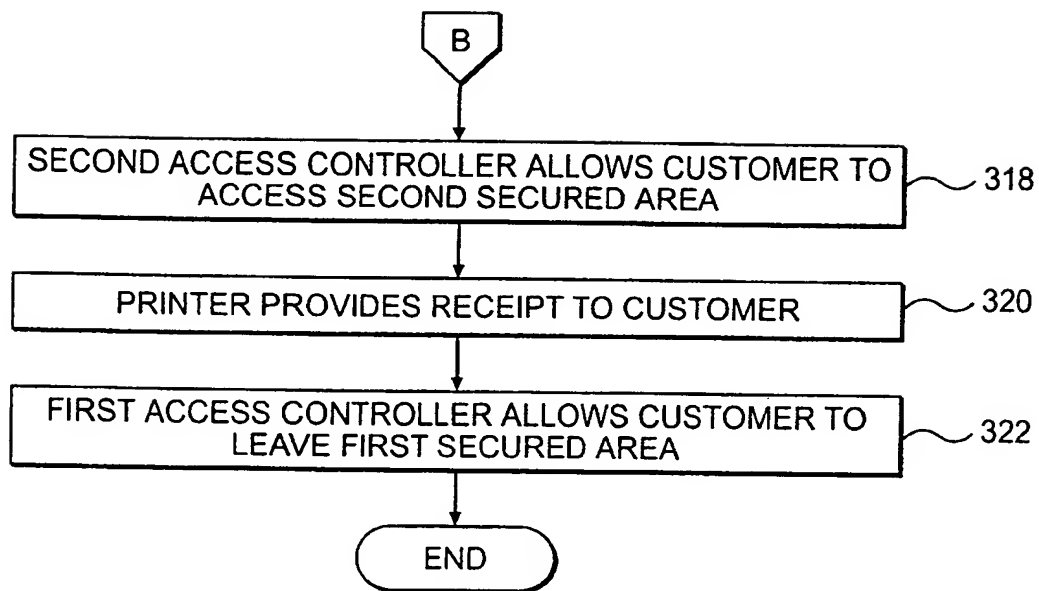 B
SECOND ACCESS CONTROLLER ALLOWS CUSTOMER TO
ACCESS SECOND SECURED AREA
318
PRINTER PROVIDES RECEIPT TO CUSTOMER
320
FIRST ACCESS CONTROLLER ALLOWS CUSTOMER TO
LEAVE FIRST SECURED AREA
322
END